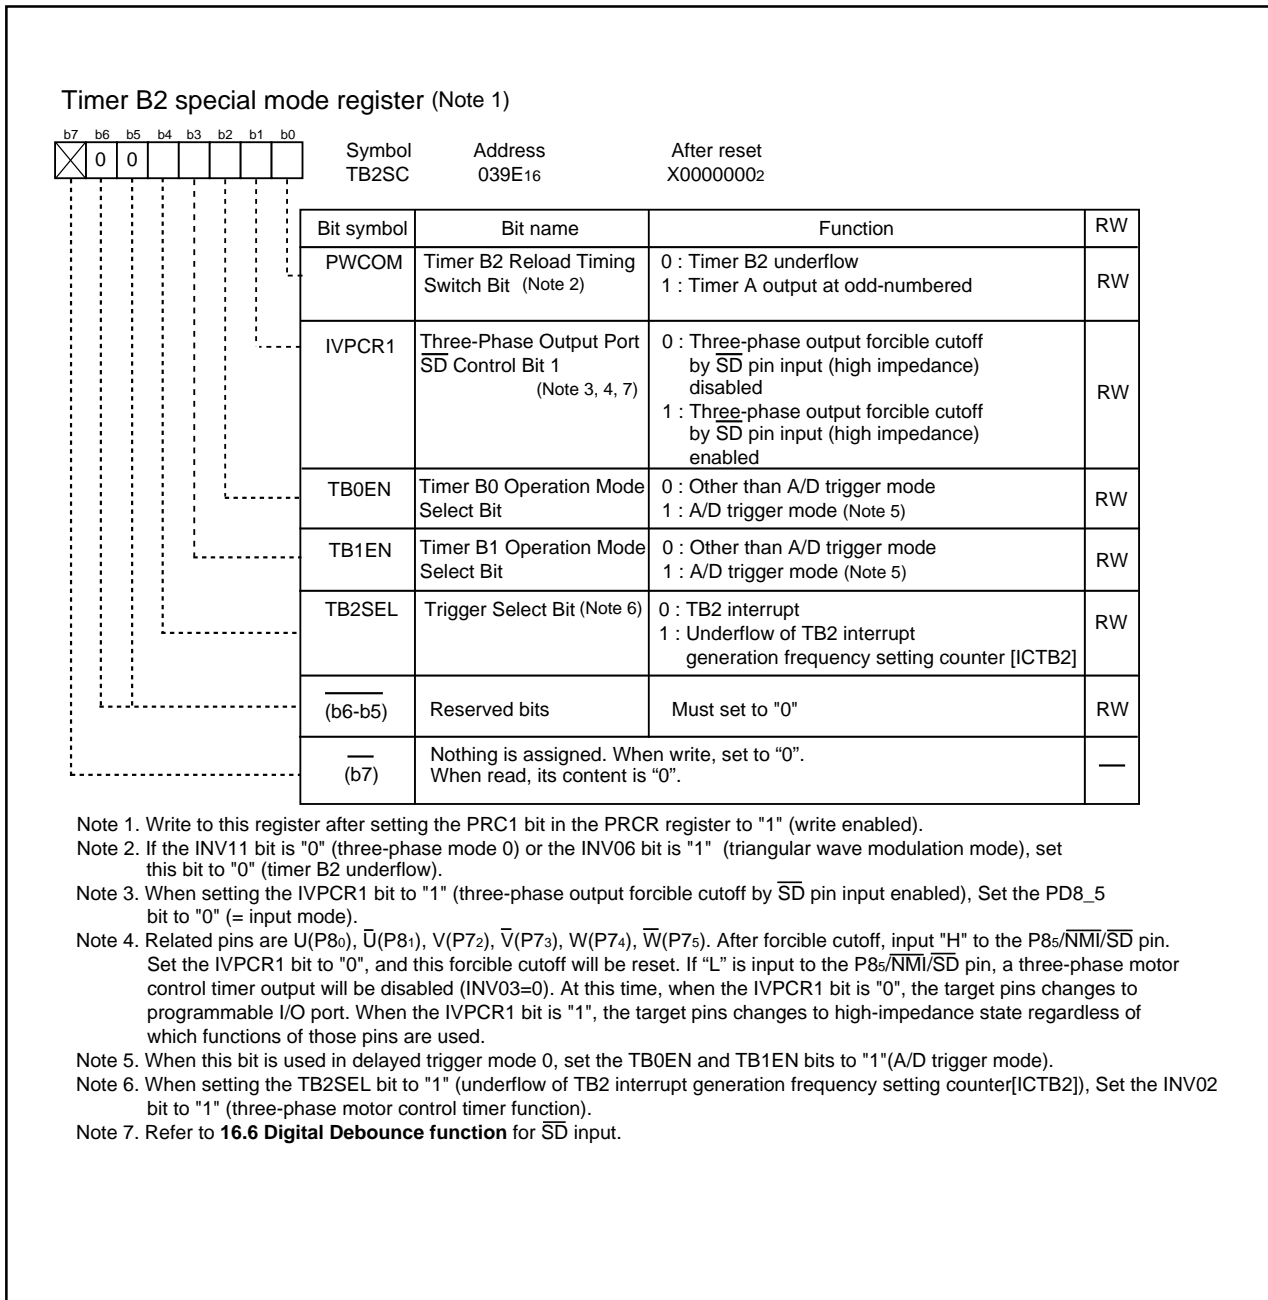 Timer B2 special mode register (Note 1)
b7 b6 b5 b4 b3 b2 b1 b0
0 0
Symbol Address After reset
TB2SC 039E16 X00000002
Bit symbol Bit name Function RW
PWCOM Timer B2 Reload Timing Switch Bit (Note 2)
0 : Timer B2 underflow
1 : Timer A output at odd-numbered
RW
IVPCR1 Three-Phase Output Port
S̅D̅ Control Bit 1
(Note 3, 4, 7)
0 : Three-phase output forcible cutoff
by S̅D̅ pin input (high impedance)
disabled
1 : Three-phase output forcible cutoff
by S̅D̅ pin input (high impedance)
enabled
RW
TB0EN Timer B0 Operation Mode
Select Bit
0 : Other than A/D trigger mode
1 : A/D trigger mode (Note 5)
RW
TB1EN Timer B1 Operation Mode
Select Bit
0 : Other than A/D trigger mode
1 : A/D trigger mode (Note 5)
RW
TB2SEL Trigger Select Bit (Note 6)
0 : TB2 interrupt
1 : Underflow of TB2 interrupt
generation frequency setting counter [ICTB2]
RW
(b6-b5) Reserved bits Must set to "0" RW
(b7)
Nothing is assigned. When write, set to “0”.
When read, its content is “0”.
—
Note 1. Write to this register after setting the PRC1 bit in the PRCR register to "1" (write enabled).
Note 2. If the INV11 bit is "0" (three-phase mode 0) or the INV06 bit is "1" (triangular wave modulation mode), set
this bit to "0" (timer B2 underflow).
Note 3. When setting the IVPCR1 bit to "1" (three-phase output forcible cutoff by S̅D̅ pin input enabled), Set the PD8_5
bit to "0" (= input mode).
Note 4. Related pins are U(P80), U̅(P81), V(P72), V̅(P73), W(P74), W̅(P75). After forcible cutoff, input "H" to the P85/N̅M̅I̅/S̅D̅ pin.
Set the IVPCR1 bit to "0", and this forcible cutoff will be reset. If “L” is input to the P85/N̅M̅I̅/S̅D̅ pin, a three-phase motor
control timer output will be disabled (INV03=0). At this time, when the IVPCR1 bit is "0", the target pins changes to
programmable I/O port. When the IVPCR1 bit is "1", the target pins changes to high-impedance state regardless of
which functions of those pins are used.
Note 5. When this bit is used in delayed trigger mode 0, set the TB0EN and TB1EN bits to "1"(A/D trigger mode).
Note 6. When setting the TB2SEL bit to "1" (underflow of TB2 interrupt generation frequency setting counter[ICTB2]), Set the INV02
bit to "1" (three-phase motor control timer function).
Note 7. Refer to 16.6 Digital Debounce function for S̅D̅ input.